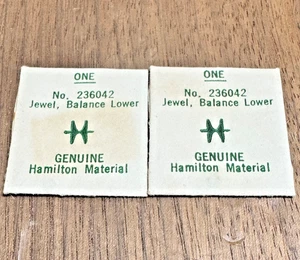 ONE
No. 236042
Jewel, Balance Lower
H
GENUINE
Hamilton Material
ONE
No. 236042
Jewel, Balance Lower
H
GENUINE
Hamilton Material